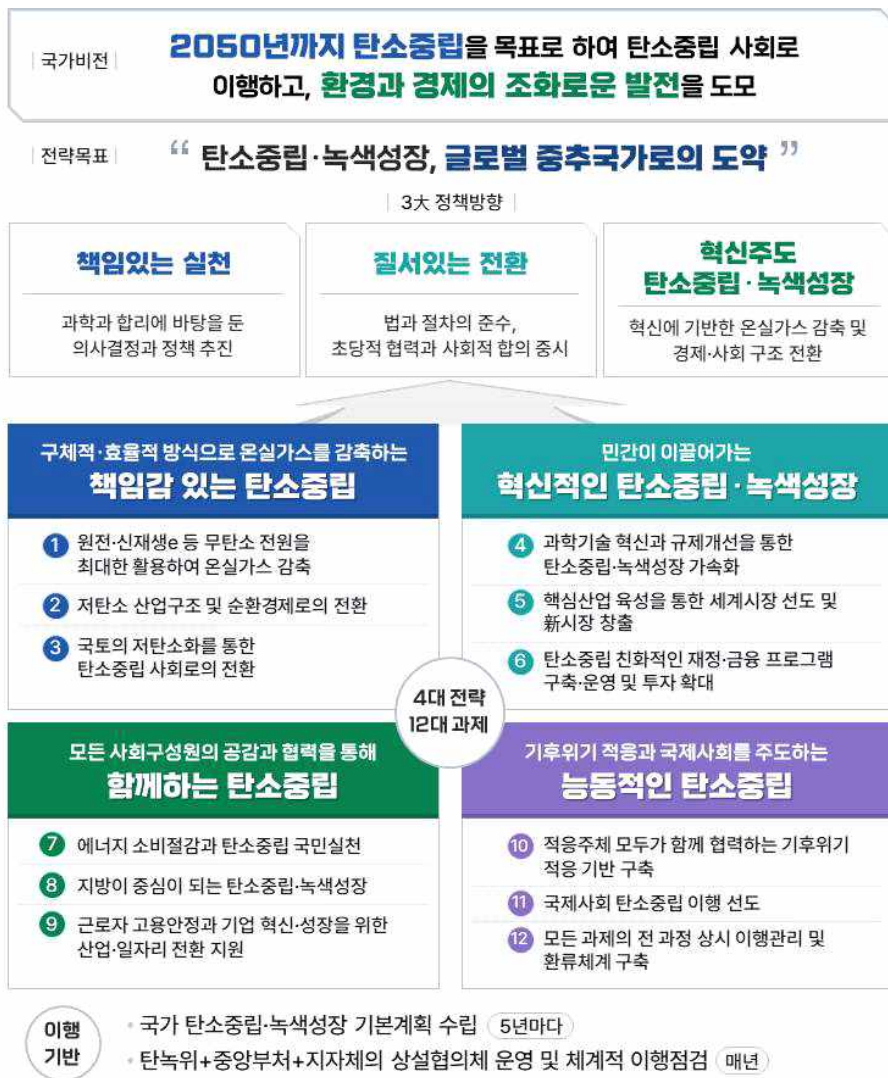 국가비전
2050년까지 탄소중립을 목표로 하여 탄소중립 사회로
이행하고, 환경과 경제의 조화로운 발전을 도모
전략목표
“ 탄소중립·녹색성장, 글로벌 중추국가로의 도약 ”
3大 정책방향
책임있는 실천
과학과 합리에 바탕을 둔
의사결정과 정책 추진
질서있는 전환
법과 절차의 준수,
초당적 협력과 사회적 합의 중시
혁신주도
탄소중립·녹색성장
혁신에 기반한 온실가스 감축 및
경제·사회 구조 전환
구체적·효율적 방식으로 온실가스를 감축하는
책임감 있는 탄소중립
1 원전·신재생e 등 무탄소 전원을
최대한 활용하여 온실가스 감축
2 저탄소 산업구조 및 순환경제로의 전환
3 국토의 저탄소화를 통한
탄소중립 사회로의 전환
민간이 이끌어가는
혁신적인 탄소중립·녹색성장
4 과학기술 혁신과 규제개선을 통한
탄소중립·녹색성장 가속화
5 핵심산업 육성을 통한 세계시장 선도 및
新시장 창출
6 탄소중립 친화적인 재정·금융 프로그램
구축·운영 및 투자 확대
4대 전략
12대 과제
모든 사회구성원의 공감과 협력을 통해
함께하는 탄소중립
7 에너지 소비절감과 탄소중립 국민실천
8 지방이 중심이 되는 탄소중립·녹색성장
9 근로자 고용안정과 기업 혁신·성장을 위한
산업·일자리 전환 지원
기후위기 적응과 국제사회를 주도하는
능동적인 탄소중립
10 적응주체 모두가 함께 협력하는 기후위기
적응 기반 구축
11 국제사회 탄소중립 이행 선도
12 모든 과제의 전 과정 상시 이행관리 및
환류체계 구축
이행
기반
· 국가 탄소중립·녹색성장 기본계획 수립 5년마다
· 탄녹위+중앙부처+지자체의 상설협의체 운영 및 체계적 이행점검 매년